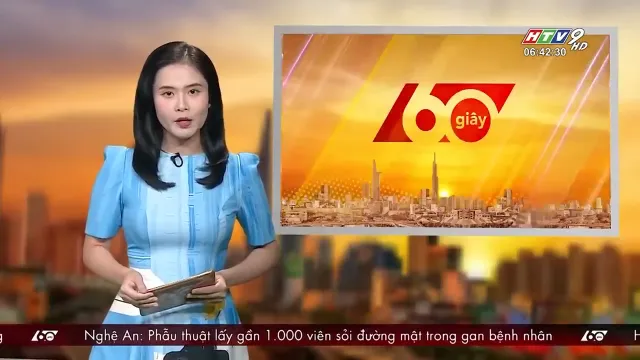 HTV9 HD
06:42:30
60 giây
g
60
Nghệ An: Phẫu thuật lấy gần 1.000 viên sỏi đường mật trong gan bệnh nhân
60